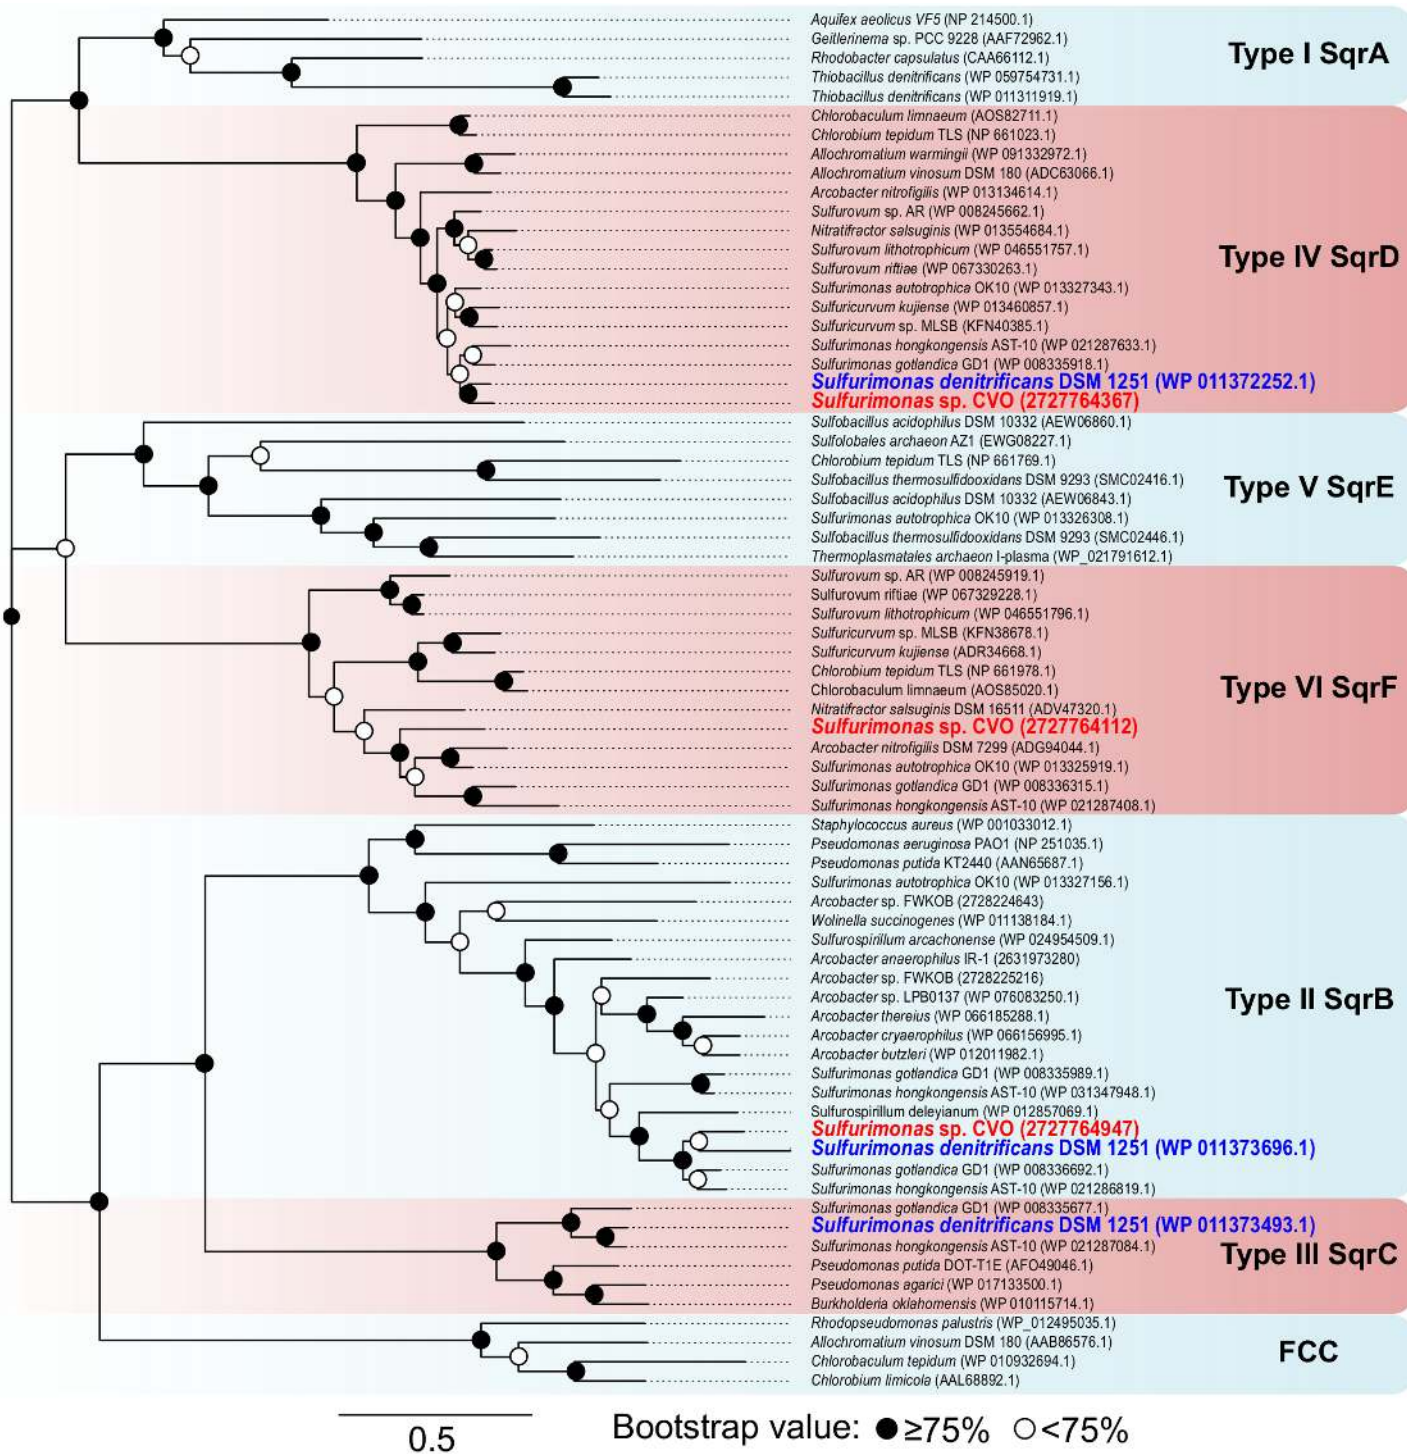 Aquifex aeolicus VF5 (NP 214500.1)
Geitlerinema sp. PCC 9228 (AAF72962.1)
Rhodobacter capsulatus (CAA66112.1)
Thiobacillus denitrificans (WP 059754731.1)
Thiobacillus denitrificans (WP 011311919.1)
Type I SqrA
Chlorobaculum limnaeum (AOS82711.1)
Chlorobium tepidum TLS (NP 661023.1)
Allochromatium warmingii (WP 091332972.1)
Allochromatium vinosum DSM 180 (ADC63066.1)
Arcobacter nitrofigilis (WP 013134614.1)
Sulfurovum sp. AR (WP 008245662.1)
Nitratifractor salsuginis (WP 013554684.1)
Sulfurovum lithotrophicum (WP 046551757.1)
Sulfurovum riftiae (WP 067330263.1)
Sulfurimonas autotrophica OK10 (WP 013327343.1)
Sulfuricurvum kujiense (WP 013460857.1)
Sulfuricurvum sp. MLSB (KFN40385.1)
Sulfurimonas hongkongensis AST-10 (WP 021287633.1)
Sulfurimonas gotlandica GD1 (WP 008335918.1)
Sulfurimonas denitrificans DSM 1251 (WP 011372252.1)
Sulfurimonas sp. CVO (2727764367)
Type IV SqrD
Sulfobacillus acidophilus DSM 10332 (AEW06860.1)
Sulfolobales archaeon AZ1 (EWG08227.1)
Chlorobium tepidum TLS (NP 661769.1)
Sulfobacillus thermosulfidooxidans DSM 9293 (SMC02416.1)
Sulfobacillus acidophilus DSM 10332 (AEW06843.1)
Sulfurimonas autotrophica OK10 (WP 013326308.1)
Sulfobacillus thermosulfidooxidans DSM 9293 (SMC02446.1)
Thermoplasmatales archaeon I-plasma (WP_021791612.1)
Type V SqrE
Sulfurovum sp. AR (WP 008245919.1)
Sulfurovum riftiae (WP 067329228.1)
Sulfurovum lithotrophicum (WP 046551796.1)
Sulfuricurvum sp. MLSB (KFN38678.1)
Sulfuricurvum kujiense (ADR34668.1)
Chlorobium tepidum TLS (NP 661978.1)
Chlorobaculum limnaeum (AOS85020.1)
Nitratifractor salsuginis DSM 16511 (ADV47320.1)
Sulfurimonas sp. CVO (2727764112)
Arcobacter nitrofigilis DSM 7299 (ADG94044.1)
Sulfurimonas autotrophica OK10 (WP 013325919.1)
Sulfurimonas gotlandica GD1 (WP 008336315.1)
Sulfurimonas hongkongensis AST-10 (WP 021287408.1)
Type VI SqrF
Staphylococcus aureus (WP 001033012.1)
Pseudomonas aeruginosa PAO1 (NP 251035.1)
Pseudomonas putida KT2440 (AAN65687.1)
Sulfurimonas autotrophica OK10 (WP 013327156.1)
Arcobacter sp. FWKOB (2728224643)
Wolinella succinogenes (WP 011138184.1)
Sulfurospirillum arcachonense (WP 024954509.1)
Arcobacter anaerophilus IR-1 (2631973280)
Arcobacter sp. FWKOB (2728225216)
Arcobacter sp. LPB0137 (WP 076083250.1)
Arcobacter thereius (WP 066185288.1)
Arcobacter cryaerophilus (WP 066156995.1)
Arcobacter butzleri (WP 012011982.1)
Sulfurimonas gotlandica GD1 (WP 008335989.1)
Sulfurimonas hongkongensis AST-10 (WP 031347948.1)
Sulfurospirillum deleyianum (WP 012857069.1)
Sulfurimonas sp. CVO (2727764947)
Sulfurimonas denitrificans DSM 1251 (WP 011373696.1)
Sulfurimonas gotlandica GD1 (WP 008336692.1)
Sulfurimonas hongkongensis AST-10 (WP 021286819.1)
Type II SqrB
Sulfurimonas gotlandica GD1 (WP 008335677.1)
Sulfurimonas denitrificans DSM 1251 (WP 011373493.1)
Sulfurimonas hongkongensis AST-10 (WP 021287084.1)
Pseudomonas putida DOT-T1E (AFO49046.1)
Pseudomonas agarici (WP 017133500.1)
Burkholderia oklahomensis (WP 010115714.1)
Type III SqrC
Rhodopseudomonas palustris (WP_012495035.1)
Allochromatium vinosum DSM 180 (AAB86576.1)
Chlorobaculum tepidum (WP 010932694.1)
Chlorobium limicola (AAL68892.1)
FCC
0.5
Bootstrap value: ●≥75% ○<75%